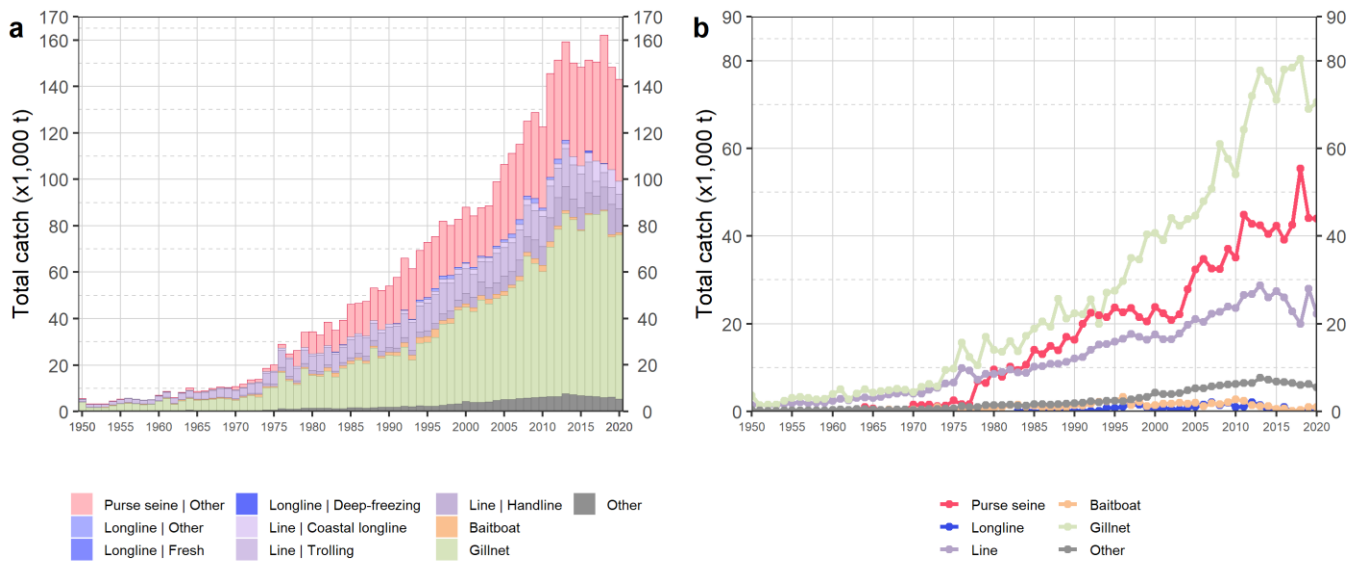 a
Total catch (x1,000 t)
170
160
140
120
100
80
60
40
20
0
170
160
140
120
100
80
60
40
20
0
1950 1955 1960 1965 1970 1975 1980 1985 1990 1995 2000 2005 2010 2015 2020
Purse seine | Other
Longline | Other
Longline | Fresh
Longline | Deep-freezing
Line | Coastal longline
Line | Trolling
Line | Handline
Baitboat
Gillnet
Other
b
Total catch (x1,000 t)
90
80
60
40
20
0
90
80
60
40
20
0
1950 1955 1960 1965 1970 1975 1980 1985 1990 1995 2000 2005 2010 2015 2020
Purse seine
Longline
Line
Baitboat
Gillnet
Other